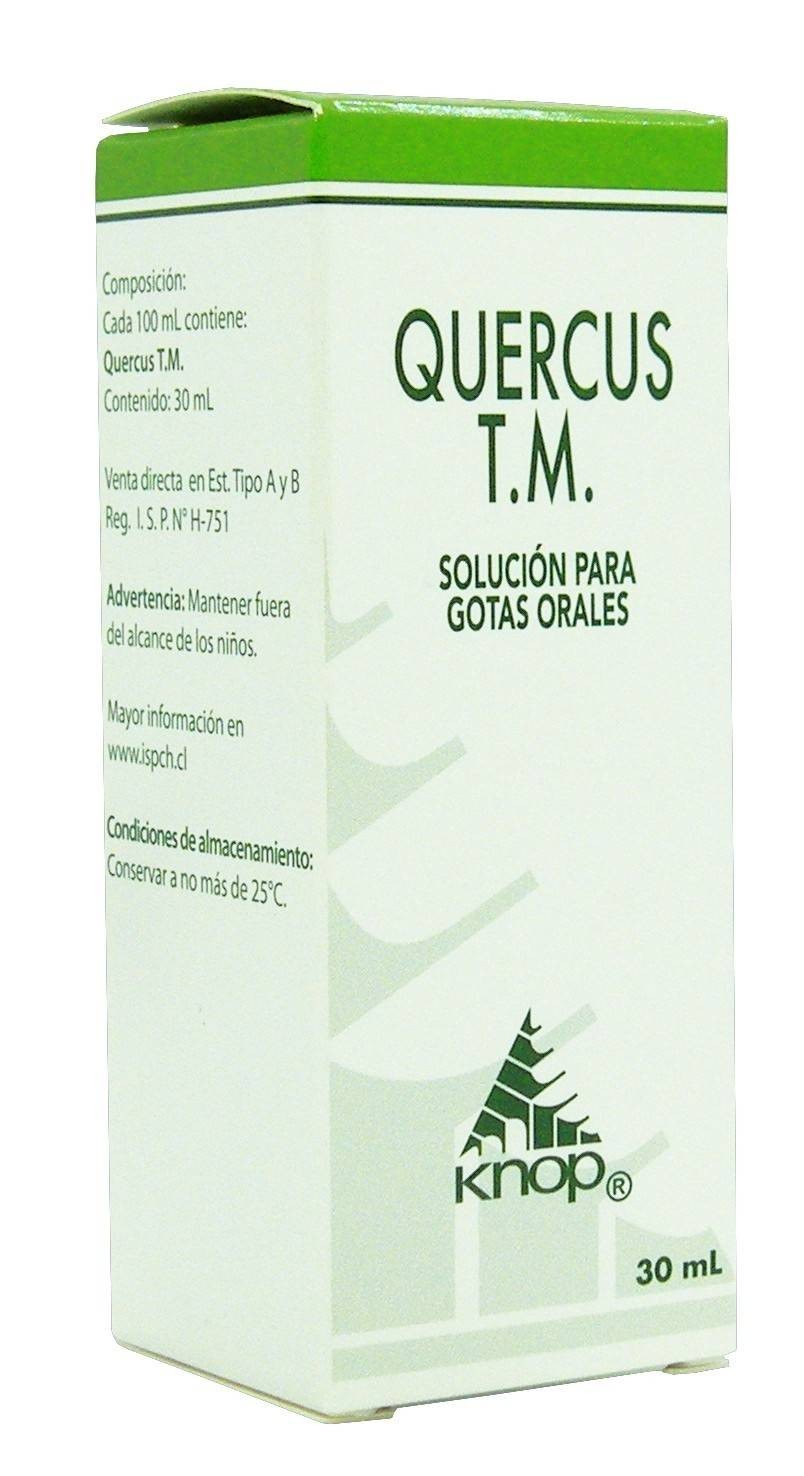 Composición:
Cada 100 mL contiene:
Quercus T.M.
Contenido: 30 mL
Venta directa en Est. Tipo A y B
Reg. I. S. P. N° H-751
Advertencia: Mantener fuera
del alcance de los niños.
Mayor información en
www.ispch.cl
Condiciones de almacenamiento:
Conservar a no más de 25°C.
QUERCUS
T.M.
SOLUCIÓN PARA
GOTAS ORALES
Knop®
30 mL